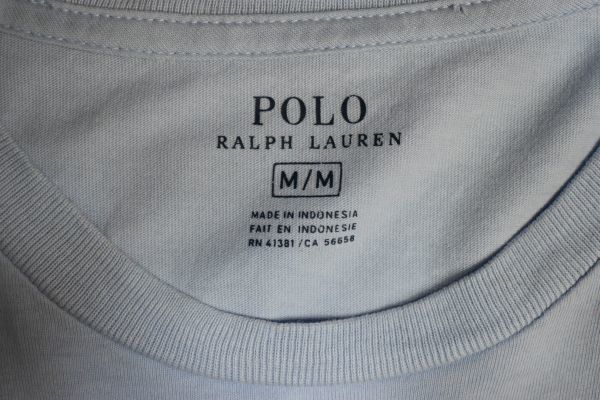 POLO
RALPH LAUREN
M/M
MADE IN INDONESIA
FAIT EN INDONESIE
RN 41381 / CA 56658